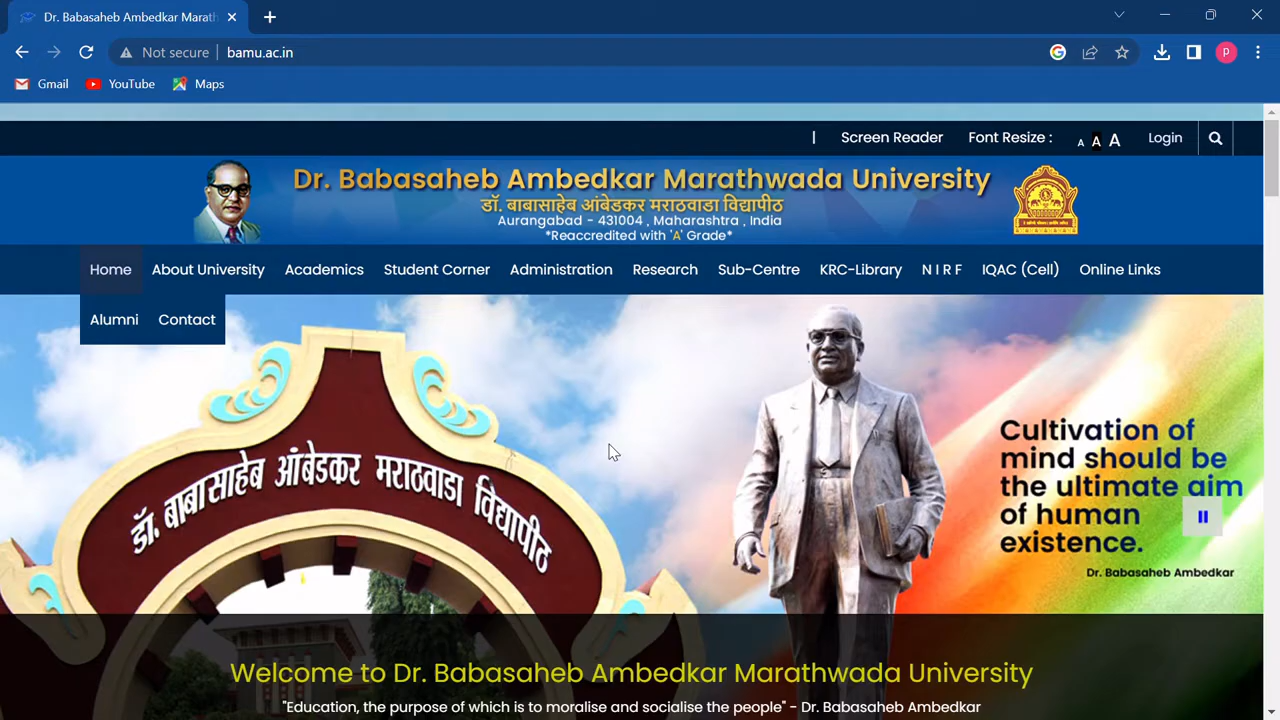 Dr. Babasaheb Ambedkar Marath
Not secure
bamu.ac.in
P
Gmail
YouTube
Maps
| Screen Reader
Font Resize :
A A A
Login
Dr. Babasaheb Ambedkar Marathwada University
डॉ. बाबासाहेब आंबेडकर मराठवाडा विद्यापीठ
Aurangabad - 431004 , Maharashtra , India
*Reaccredited with 'A' Grade*
Home
About University
Academics
Student Corner
Administration
Research
Sub-Centre
KRC-Library
N I R F
IQAC (Cell)
Online Links
Alumni
Contact
डॉ. बाबासाहेब आंबेडकर मराठवाडा विद्यापीठ
Cultivation of
mind should be
the ultimate aim
of human
existence.
Dr. Babasaheb Ambedkar
Welcome to Dr. Babasaheb Ambedkar Marathwada University
"Education, the purpose of which is to moralise and socialise the people" - Dr. Babasaheb Ambedkar